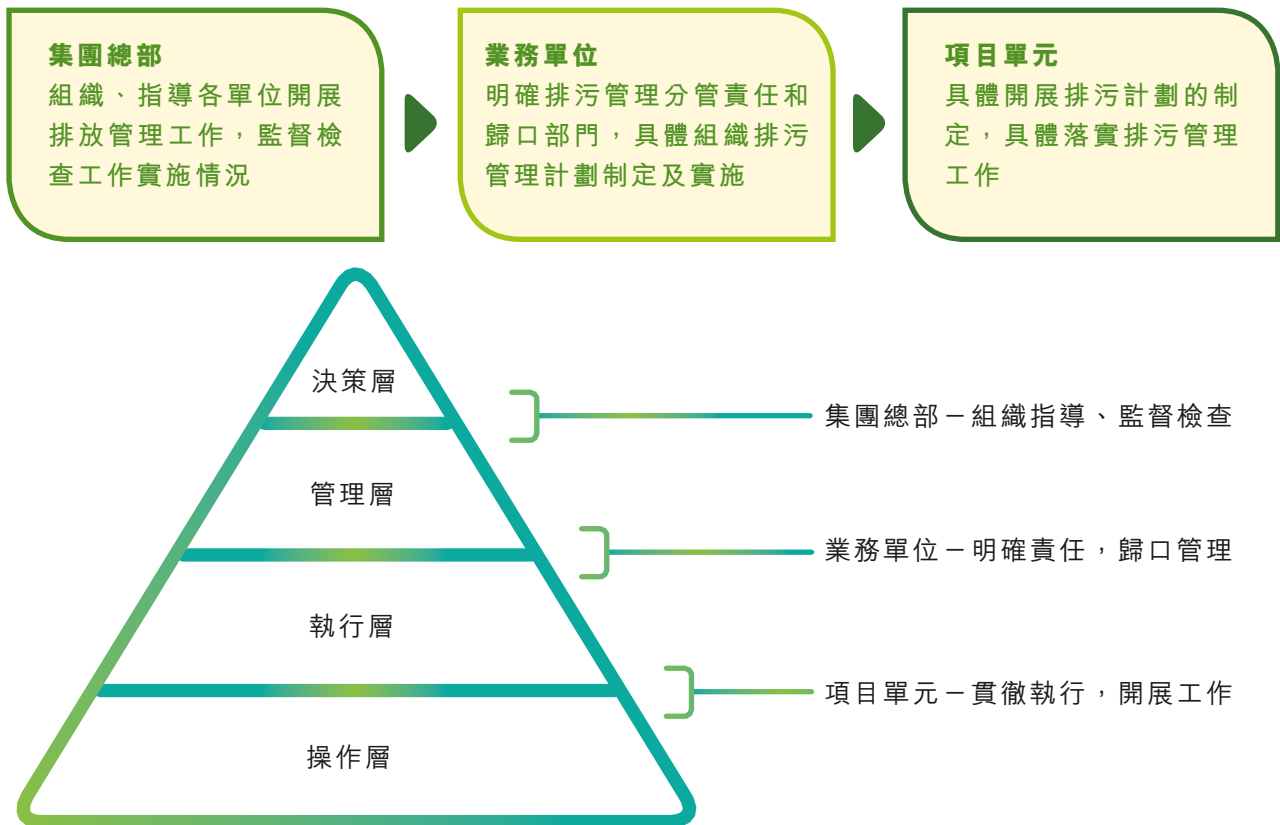 集團總部
組織、指導各單位開展
排放管理工作，監督檢
查工作實施情況
業務單位
明確排污管理分管責任和
歸口部門，具體組織排污
管理計劃制定及實施
項目單元
具體開展排污計劃的制
定，具體落實排污管理
工作
決策層
集團總部－組織指導、監督檢查
管理層
業務單位－明確責任，歸口管理
執行層
項目單元－貫徹執行，開展工作
操作層